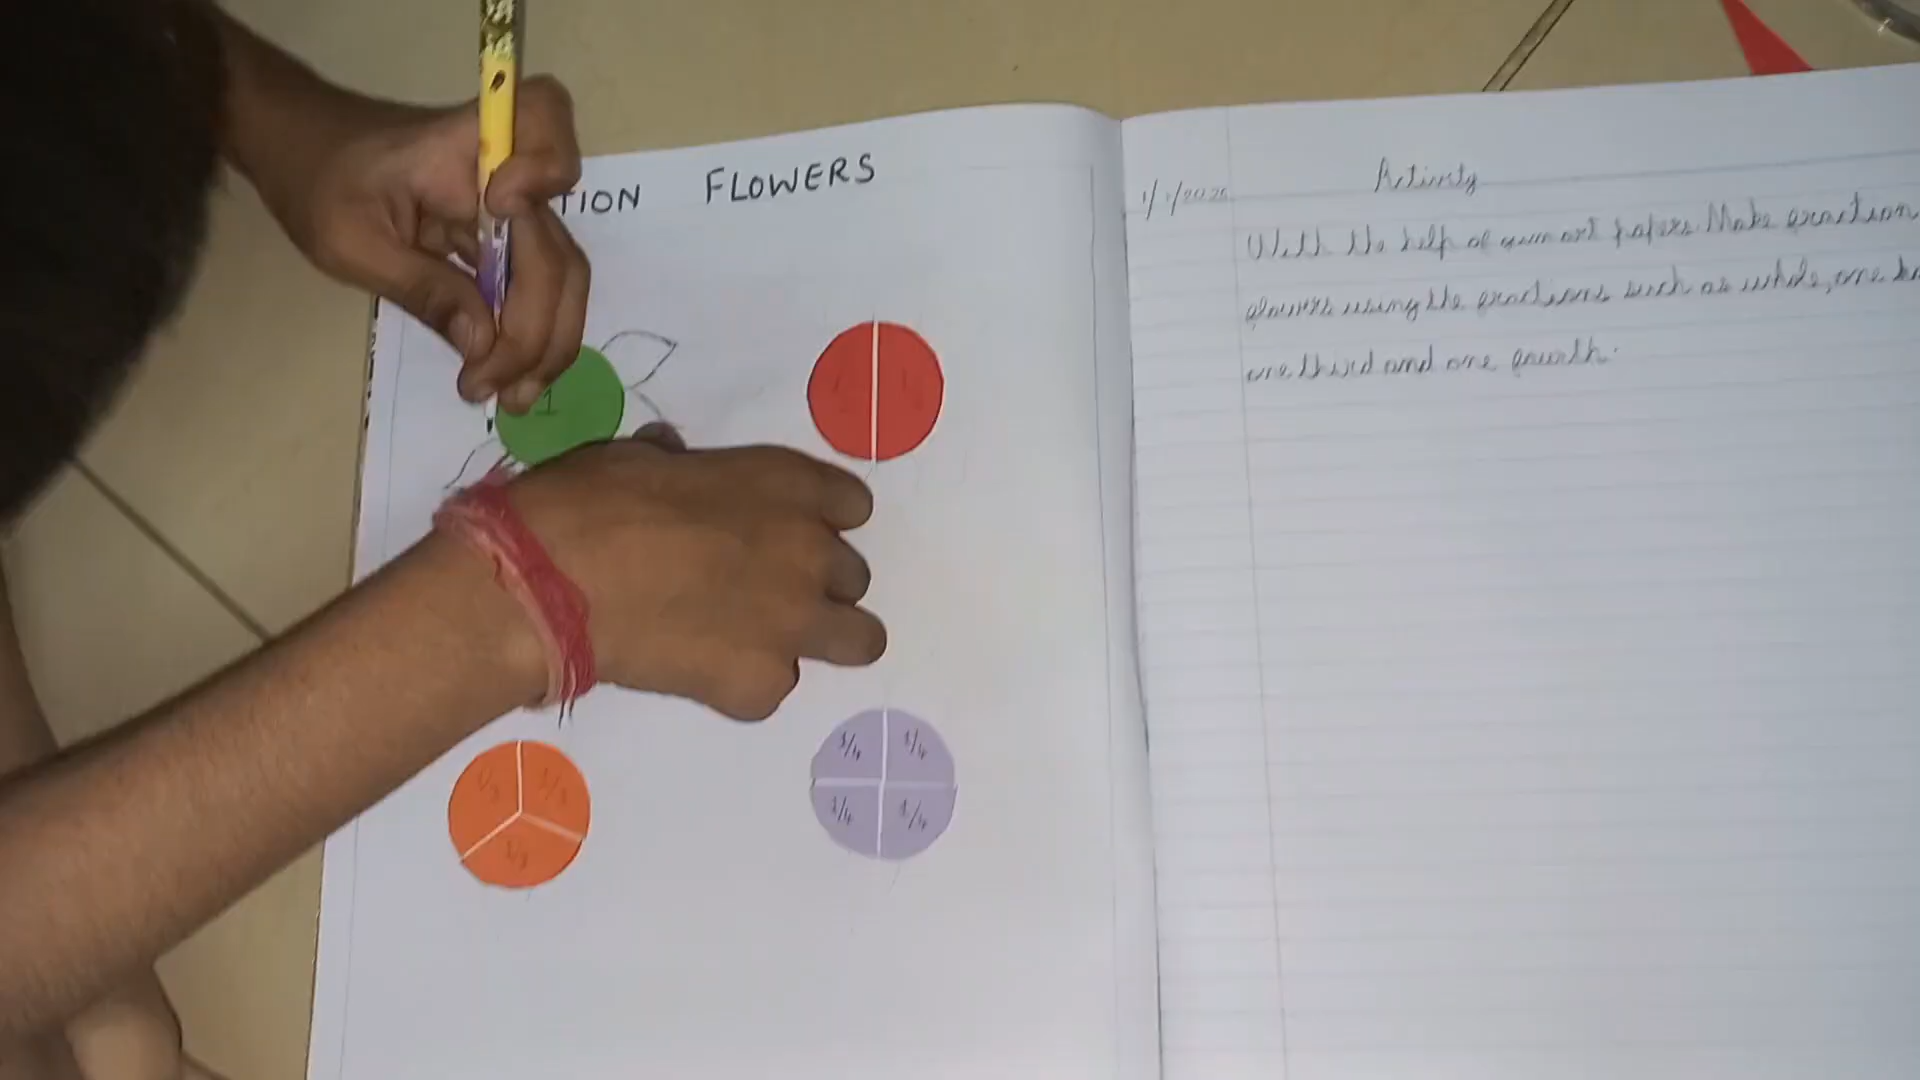 TION FLOWERS
1
1/3 1/3
1/3
1/4 1/4
1/4 1/4
1/1/2025 Activity
With the help of your art papers Make fraction
flowers using the fractions such as whole, one
one third and one fourth.